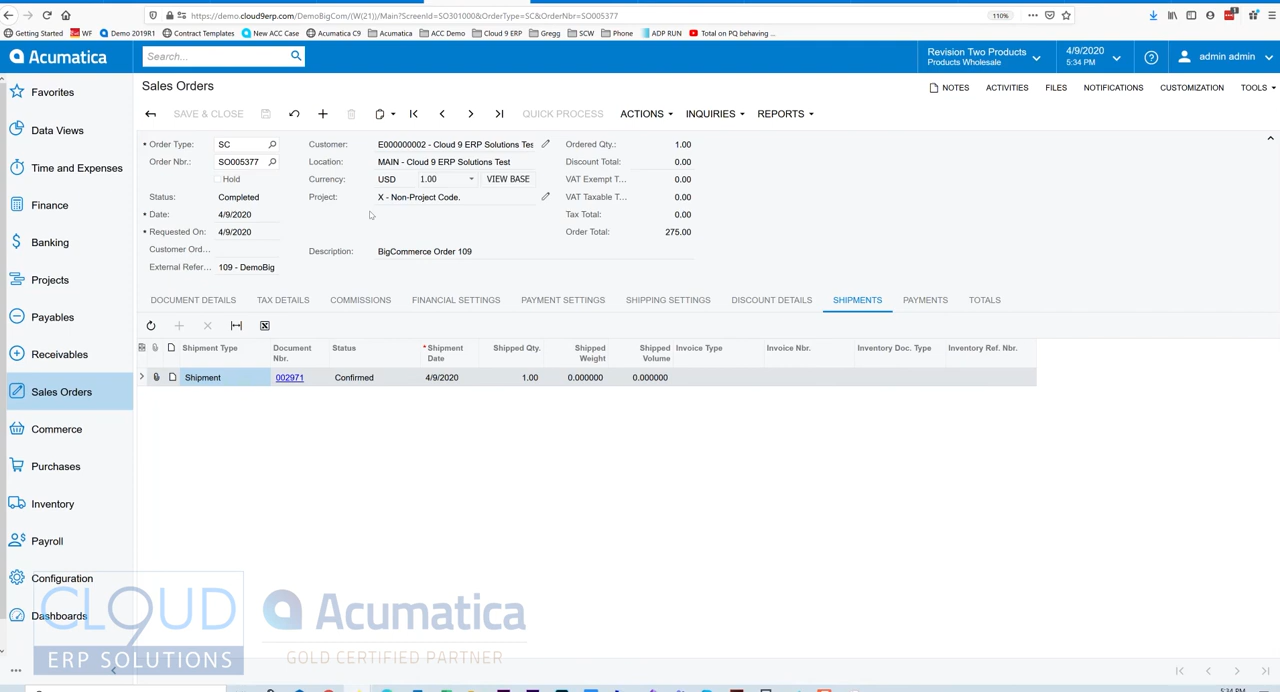 https://demo.cloud9erp.com/DemoBigCom/(W(21))/Main?ScreenId=SO301000&OrderType=SC&OrderNbr=SO005377
110%
Getting Started WF Demo 2019R1 Contract Templates New ACC Case Acumatica C9 Acumatica ACC Demo Cloud 9 ERP Gregg SCW Phone ADP RUN Total on PQ behaving ...
Acumatica
Search...
Revision Two Products
Products Wholesale
4/9/2020
5:34 PM
admin admin
Sales Orders
NOTES ACTIVITIES FILES NOTIFICATIONS CUSTOMIZATION TOOLS
SAVE & CLOSE QUICK PROCESS ACTIONS INQUIRIES REPORTS
Favorites
Data Views
Time and Expenses
Finance
Banking
Projects
Payables
Receivables
Sales Orders
Commerce
Purchases
Inventory
Payroll
Configuration
Dashboards
Order Type: SC Customer: E000000002 - Cloud 9 ERP Solutions Tes Ordered Qty.: 1.00
Order Nbr.: SO005377 Location: MAIN - Cloud 9 ERP Solutions Test Discount Total: 0.00
Hold Currency: USD 1.00 VIEW BASE VAT Exempt T... 0.00
Status: Completed Project: X - Non-Project Code. VAT Taxable T... 0.00
Date: 4/9/2020 Tax Total: 0.00
Requested On: 4/9/2020 Order Total: 275.00
Customer Ord... Description: BigCommerce Order 109
External Refer... 109 - DemoBig
DOCUMENT DETAILS TAX DETAILS COMMISSIONS FINANCIAL SETTINGS PAYMENT SETTINGS SHIPPING SETTINGS DISCOUNT DETAILS SHIPMENTS PAYMENTS TOTALS
Shipment Type Document Nbr. Status Shipment Date Shipped Qty. Shipped Weight Shipped Volume Invoice Type Invoice Nbr. Inventory Doc. Type Inventory Ref. Nbr.
Shipment 002971 Confirmed 4/9/2020 1.00 0.000000 0.000000
CLOUD 9
ERP SOLUTIONS
Acumatica
GOLD CERTIFIED PARTNER
5:34 PM